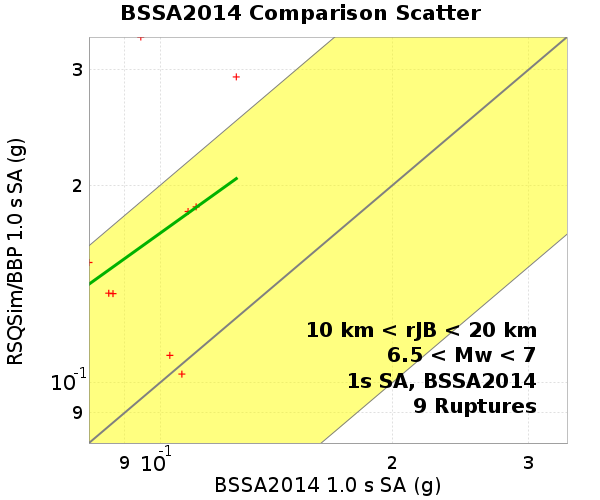 BSSA2014 Comparison Scatter
RSQSim/BBP 1.0 s SA (g)
3
2
10-1
9
10 km < rJB < 20 km
6.5 < Mw < 7
1s SA, BSSA2014
9 Ruptures
9 10-1 2 3
BSSA2014 1.0 s SA (g)